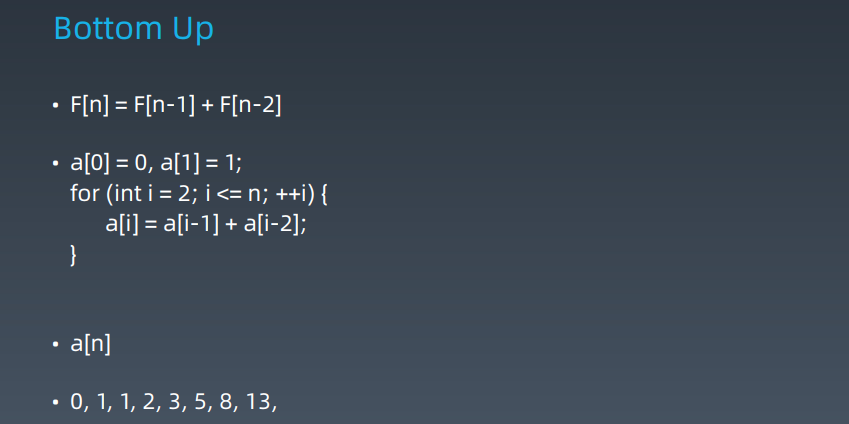 Bottom Up
• F[n] = F[n-1] + F[n-2]
• a[0] = 0, a[1] = 1;
for (int i = 2; i <= n; ++i) {
a[i] = a[i-1] + a[i-2];
}
• a[n]
• 0, 1, 1, 2, 3, 5, 8, 13,